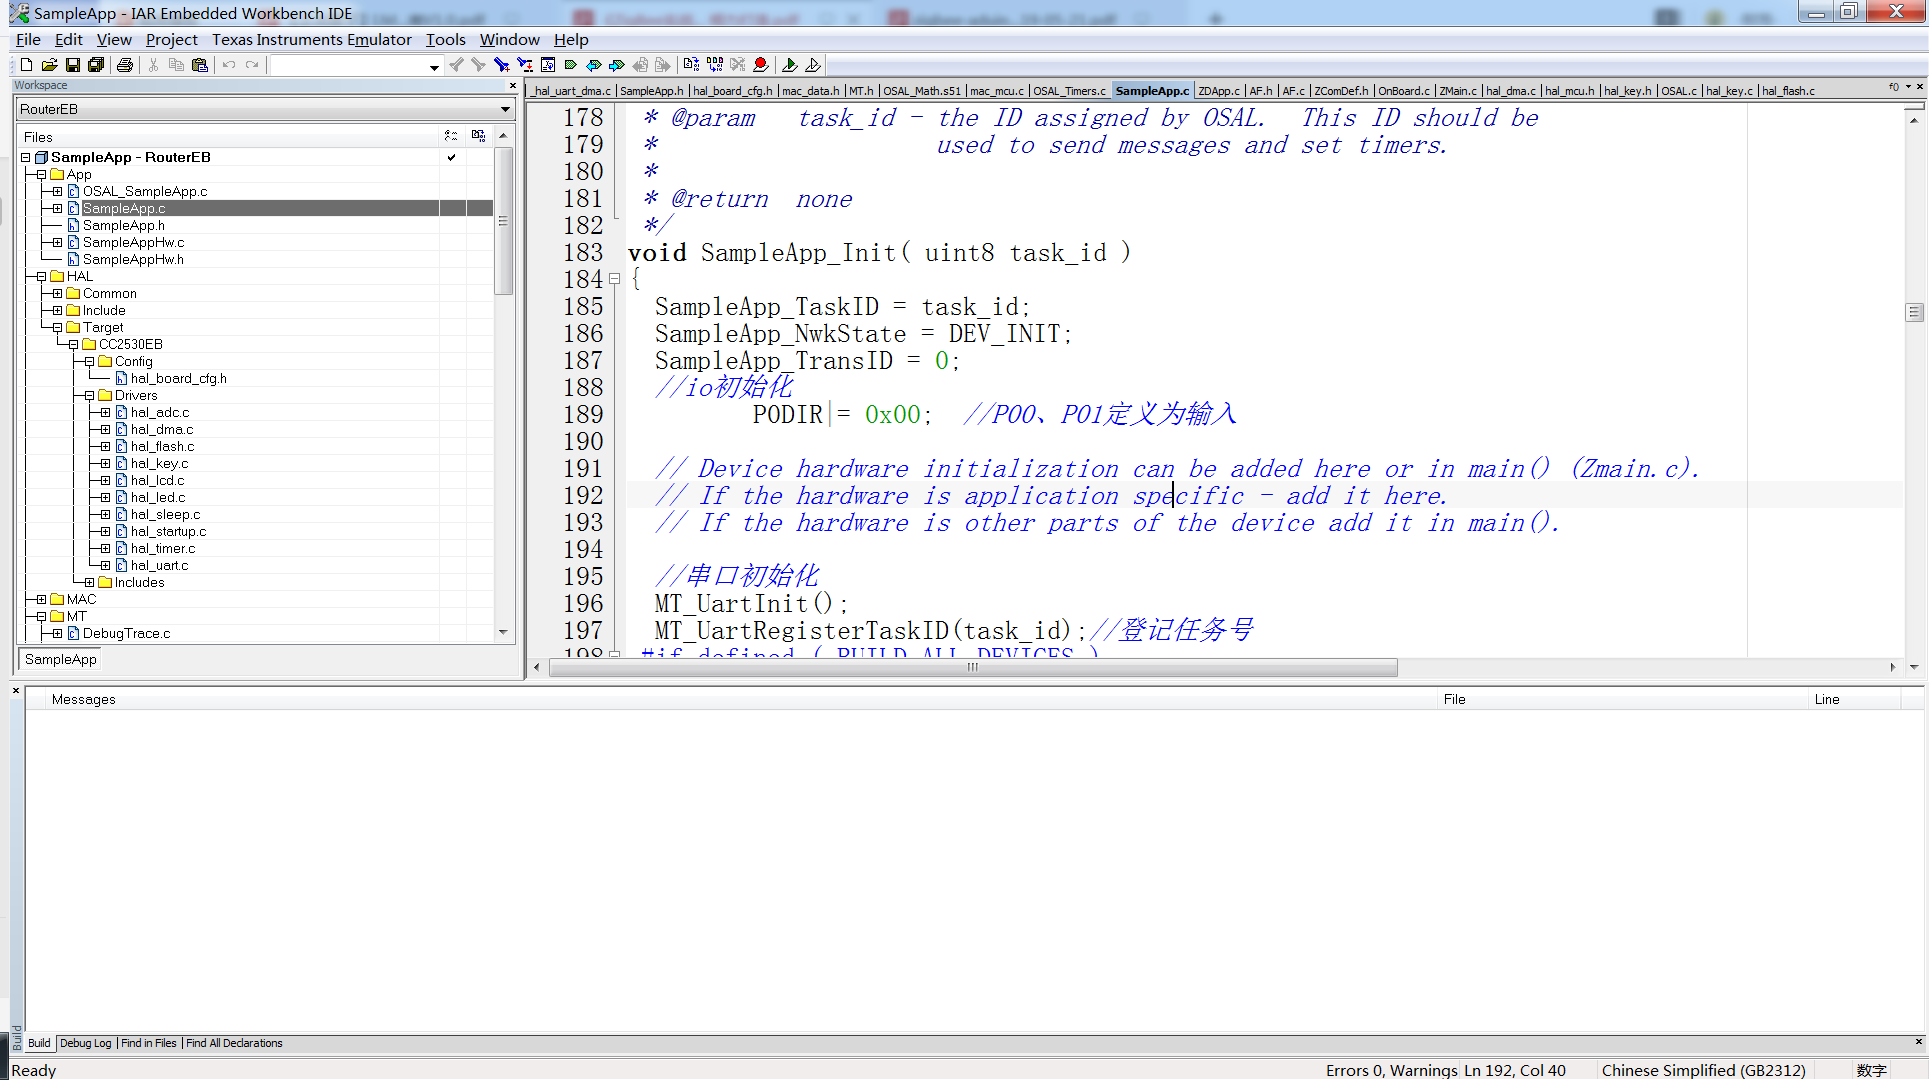 SampleApp - IAR Embedded Workbench IDE
File Edit View Project Texas Instruments Emulator Tools Window Help
Workspace
RouterEB
Files
SampleApp - RouterEB
App
OSAL_SampleApp.c
SampleApp.c
SampleApp.h
SampleAppHw.c
SampleAppHw.h
HAL
Common
Include
Target
CC2530EB
Config
hal_board_cfg.h
Drivers
hal_adc.c
hal_dma.c
hal_flash.c
hal_key.c
hal_lcd.c
hal_led.c
hal_sleep.c
hal_startup.c
hal_timer.c
hal_uart.c
Includes
MAC
MT
DebugTrace.c
SampleApp
_hal_uart_dma.c SampleApp.h hal_board_cfg.h mac_data.h MT.h OSAL_Math.s51 mac_mcu.c OSAL_Timers.c SampleApp.c ZDApp.c AF.h AF.c ZComDef.h OnBoard.c ZMain.c hal_dma.c hal_mcu.h hal_key.h OSAL.c hal_key.c hal_flash.c f0
178 * @param task_id - the ID assigned by OSAL. This ID should be
179 * used to send messages and set timers.
180 *
181 * @return none
182 */
183 void SampleApp_Init( uint8 task_id )
184 {
185 SampleApp_TaskID = task_id;
186 SampleApp_NwkState = DEV_INIT;
187 SampleApp_TransID = 0;
188 //io初始化
189 P0DIR|= 0x00; //P00、P01定义为输入
190
191 // Device hardware initialization can be added here or in main() (Zmain.c).
192 // If the hardware is application specific - add it here.
193 // If the hardware is other parts of the device add it in main().
194
195 //串口初始化
196 MT_UartInit();
197 MT_UartRegisterTaskID(task_id);//登记任务号
198 #if defined ( BUILD_ALL_DEVICES )
Messages File Line
Build
Build Debug Log Find in Files Find All Declarations
Ready Errors 0, Warnings Ln 192, Col 40 Chinese Simplified (GB2312) 数字